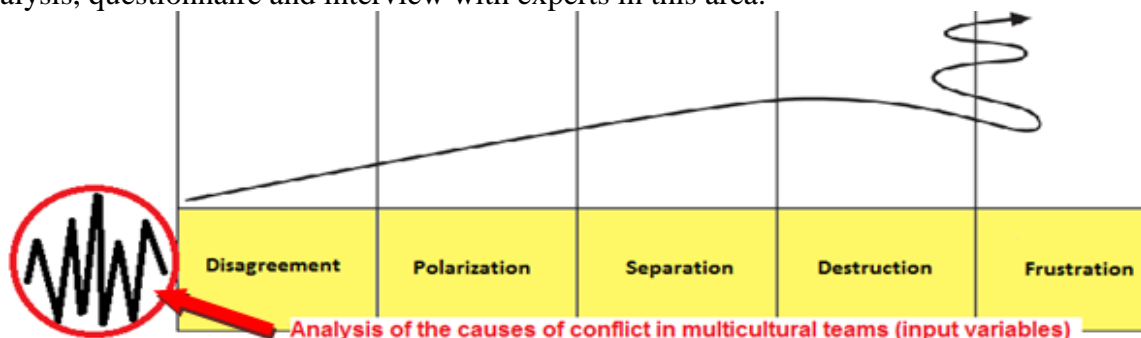 alysis, questionnaire and interview with experts in this area.
Disagreement Polarization Separation Destruction Frustration
Analysis of the causes of conflict in multicultural teams (input variables)